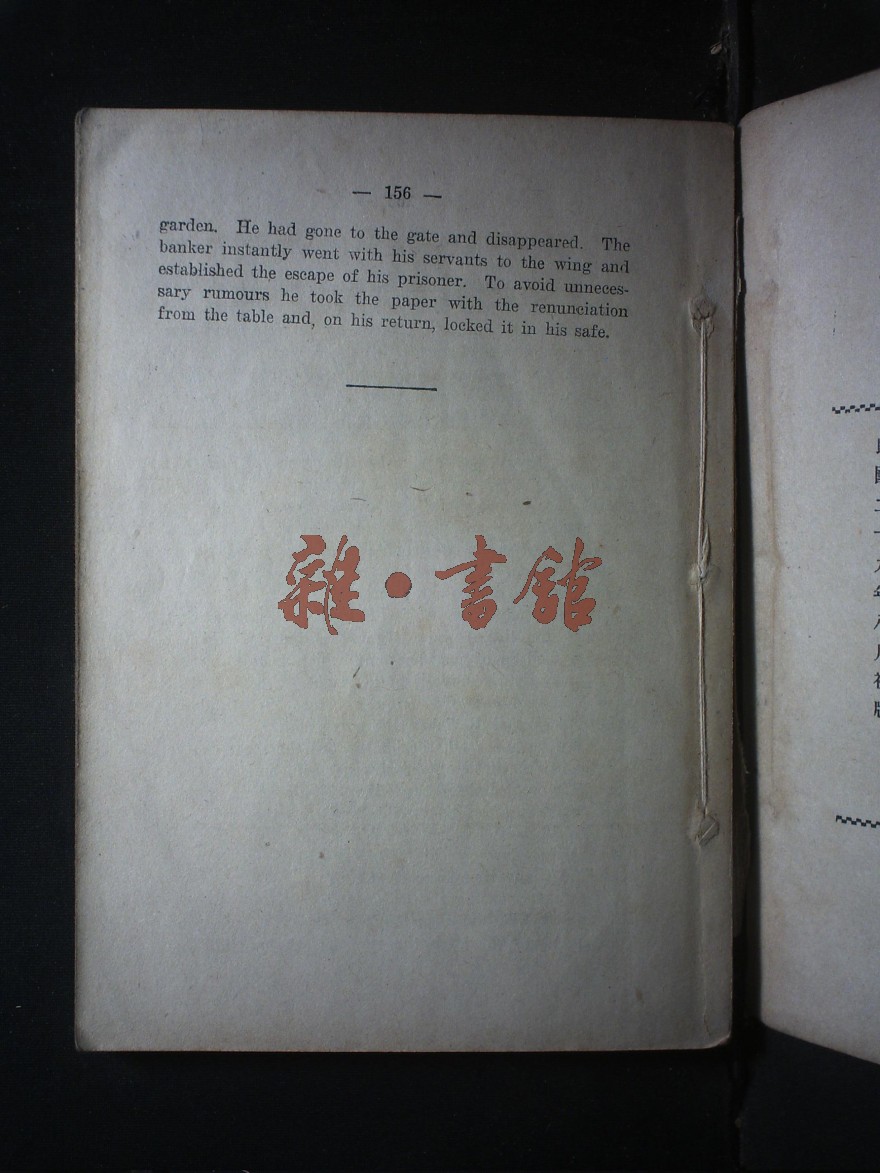 — 156 —
garden. He had gone to the gate and disappeared. The
banker instantly went with his servants to the wing and
established the escape of his prisoner. To avoid unneces-
sary rumours he took the paper with the renunciation
from the table and, on his return, locked it in his safe.
雜·書館